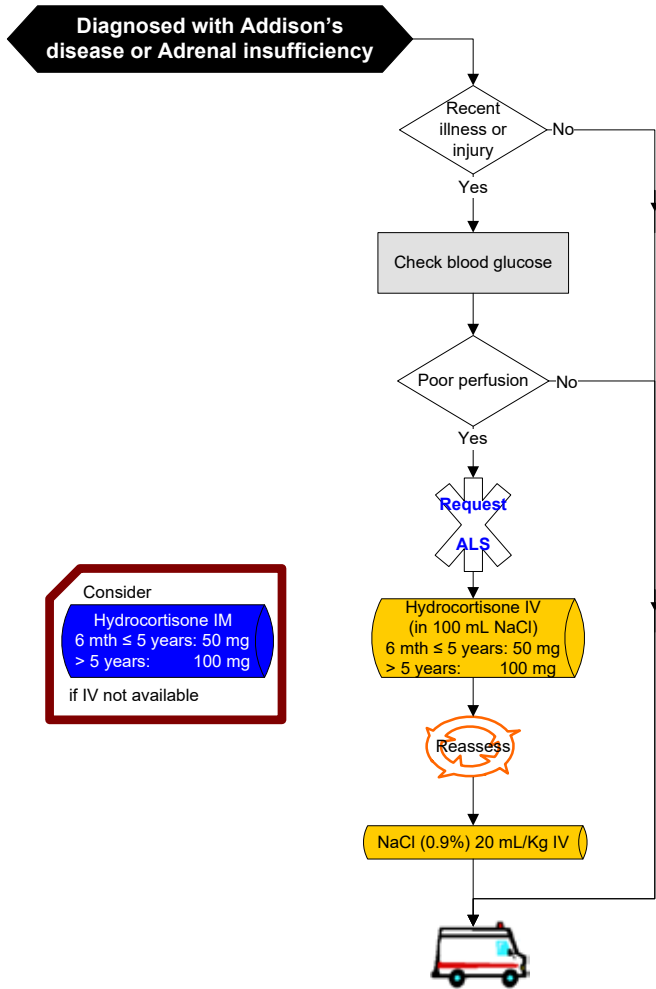 Diagnosed with Addison's
disease or Adrenal insufficiency
Recent
illness or
injury
No
Yes
Check blood glucose
Poor perfusion
No
Yes
Request
ALS
Consider
Hydrocortisone IM
6 mth ≤ 5 years: 50 mg
> 5 years: 100 mg
if IV not available
Hydrocortisone IV
(in 100 mL NaCl)
6 mth ≤ 5 years: 50 mg
> 5 years: 100 mg
Reassess
NaCl (0.9%) 20 mL/Kg IV